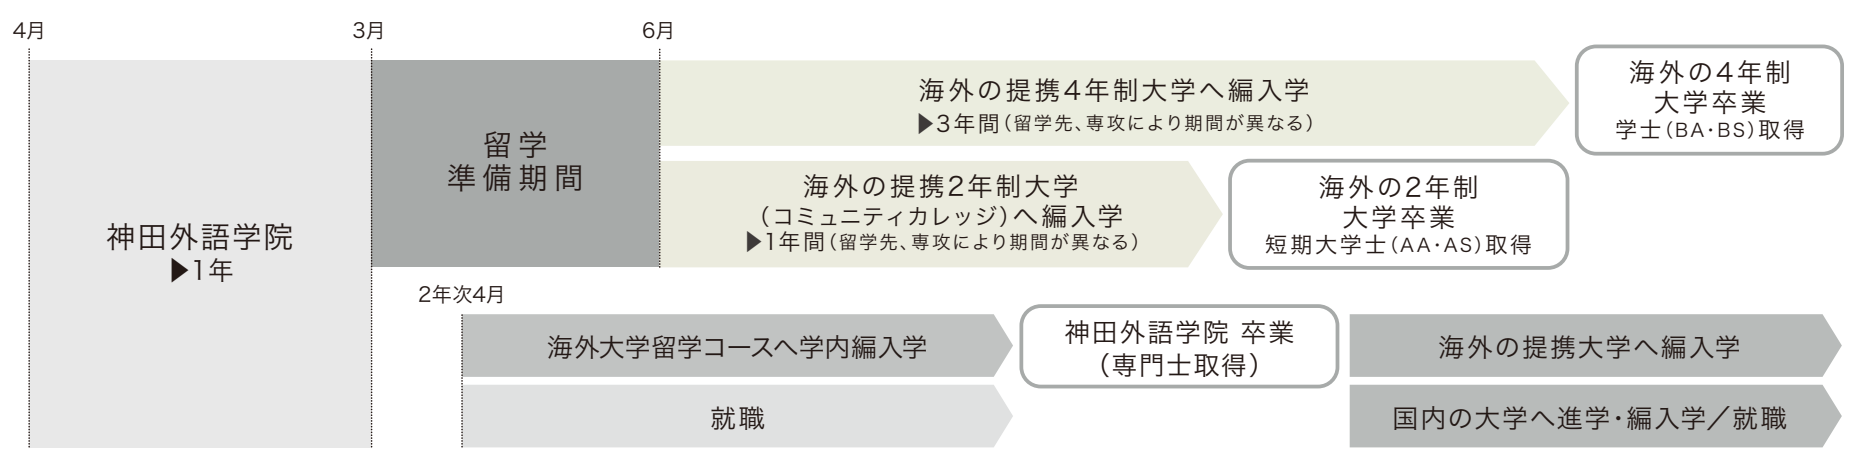 4月
3月
6月
神田外語学院
▶1年
留学
準備期間
海外の提携4年制大学へ編入学
▶3年間（留学先、専攻により期間が異なる）
海外の4年制
大学卒業
学士（BA・BS）取得
海外の提携2年制大学
（コミュニティカレッジ）へ編入学
▶1年間（留学先、専攻により期間が異なる）
海外の2年制
大学卒業
短期大学士（AA・AS）取得
2年次4月
海外大学留学コースへ学内編入学
神田外語学院 卒業
（専門士取得）
海外の提携大学へ編入学
就職
国内の大学へ進学・編入学／就職